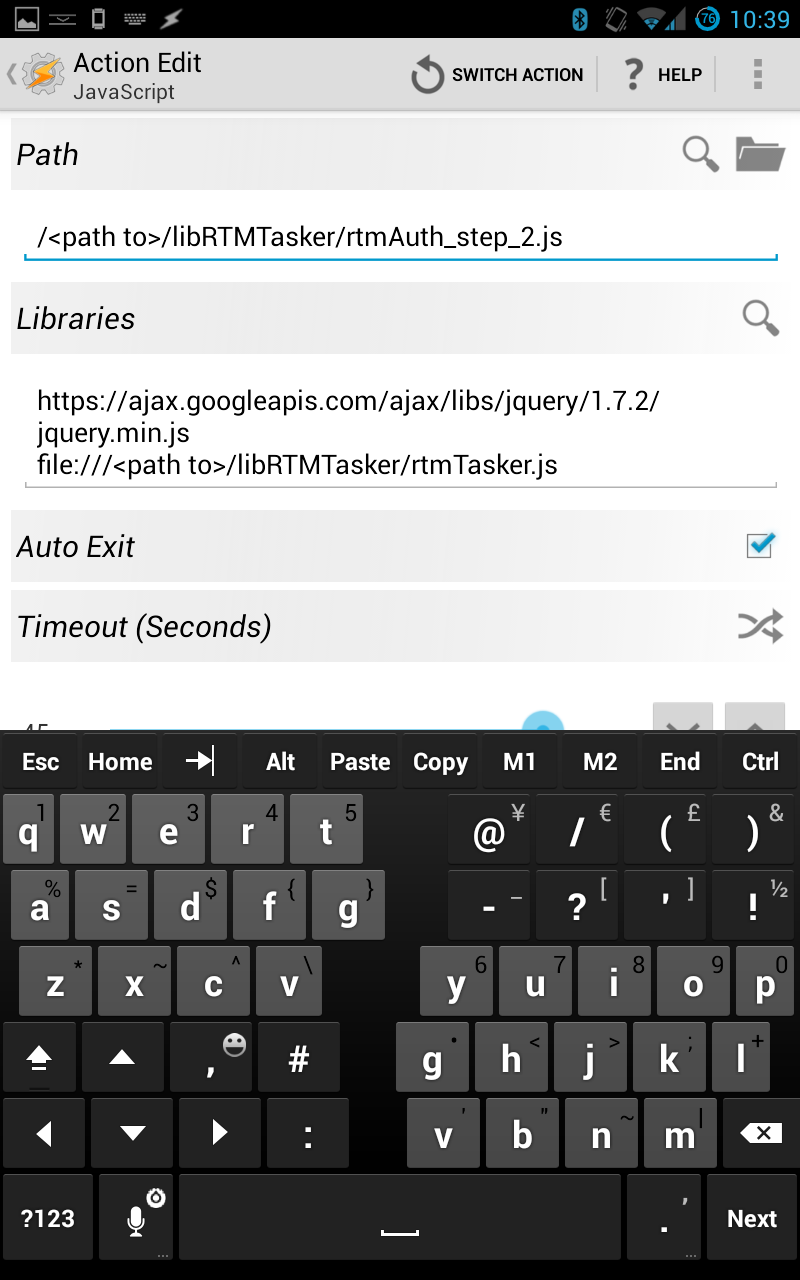 76 10:39
Action Edit
JavaScript
SWITCH ACTION
? HELP
Path
/<path to>/libRTMTasker/rtmAuth_step_2.js
Libraries
https://ajax.googleapis.com/ajax/libs/jquery/1.7.2/
jquery.min.js
file:///<path to>/libRTMTasker/rtmTasker.js
Auto Exit
Timeout (Seconds)
Esc Home Alt Paste Copy M1 M2 End Ctrl
q 1 w 2 e 3 r 4 t 5 @ ¥ / € ( £ ) &
a % s = d $ f { g } - _ ? [ ' ] ! ½
z * x ~ c ^ v \ y 6 u 7 i 8 o 9 p 0
, # g • h < j > k ; l +
: v ' b " n ~ m |
?123 ... . ' ... Next